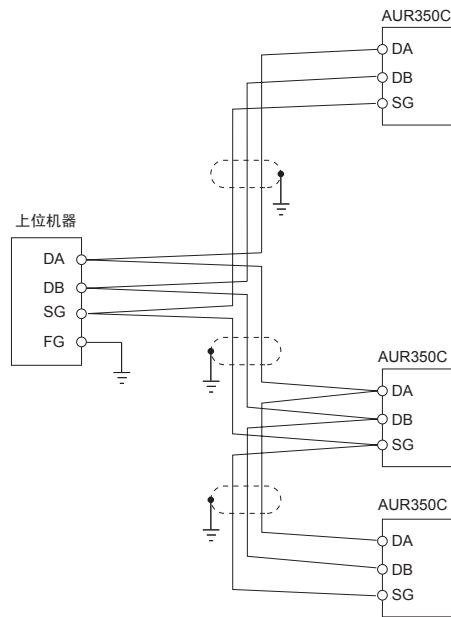 AUR350C
DA
DB
SG
上位机器
DA
DB
SG
FG
AUR350C
DA
DB
SG
AUR350C
DA
DB
SG